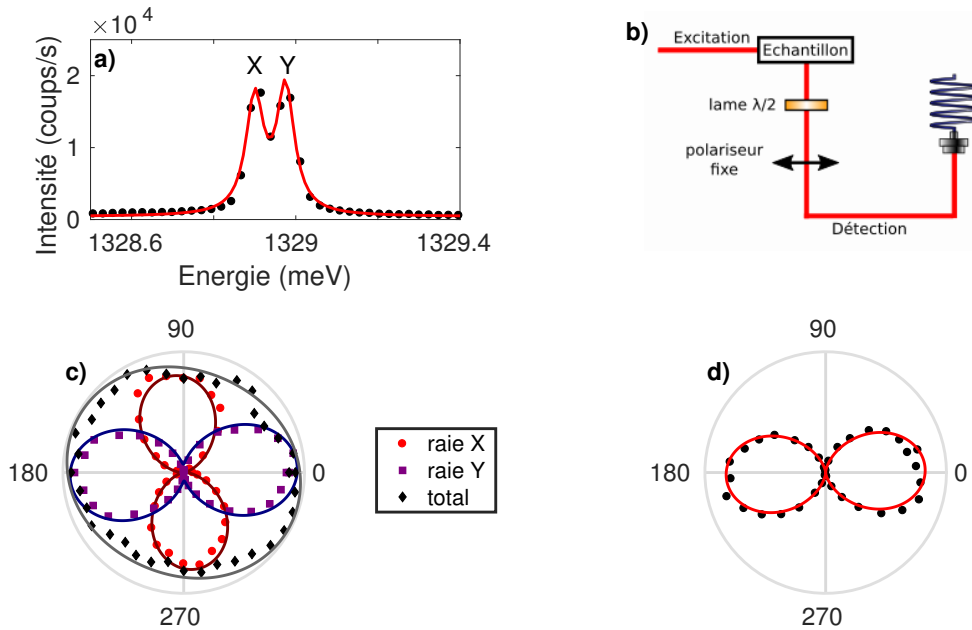 a)
×10⁴
Intensité (coups/s)
2
1
0
X Y
1328.6 1329 1329.4
Energie (meV)
b)
Excitation
Echantillon
lame λ/2
polariseur
fixe
Détection
c)
90
180
0
270
raie X
raie Y
total
d)
90
180
0
270